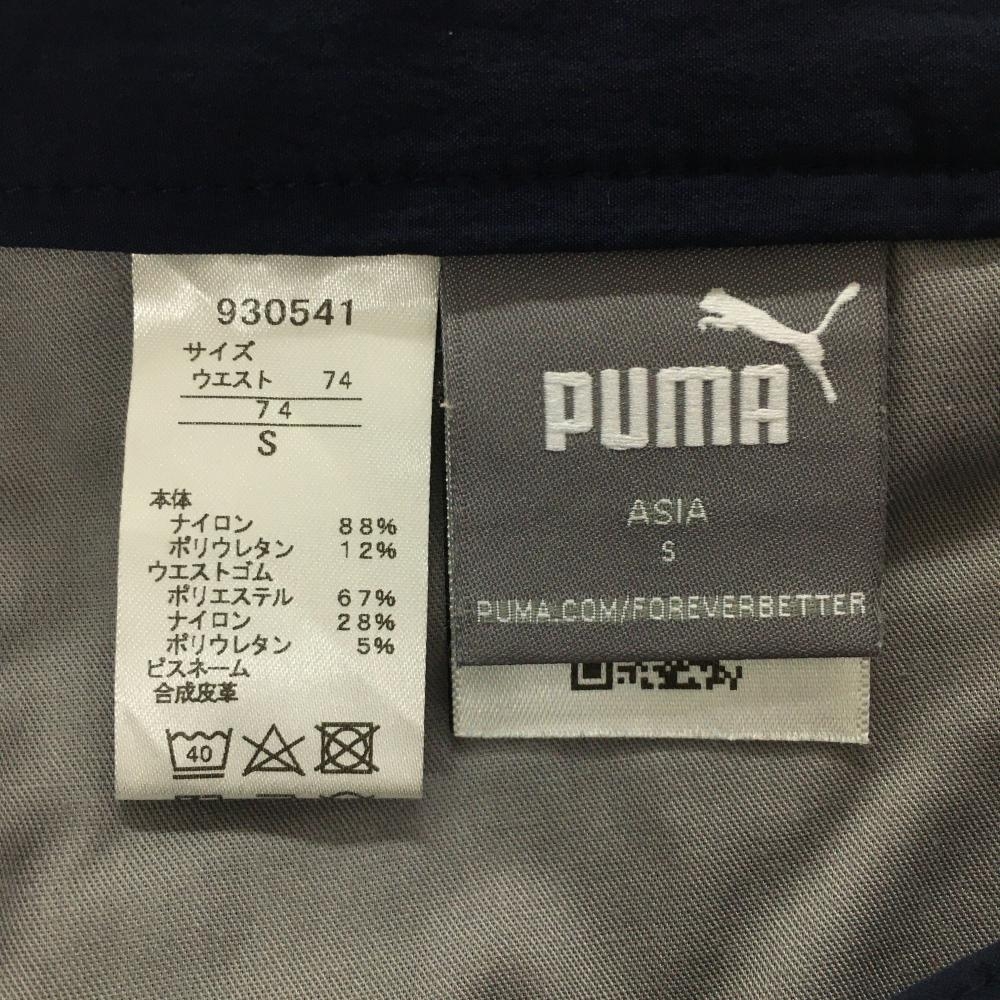 930541
サイズ
ウエスト 74
74
S
本体
ナイロン 88%
ポリウレタン 12%
ウエストゴム
ポリエステル 67%
ナイロン 28%
ポリウレタン 5%
ピスネーム
合成皮革
40
PUMA
ASIA
S
PUMA.COM/FOREVERBETTER